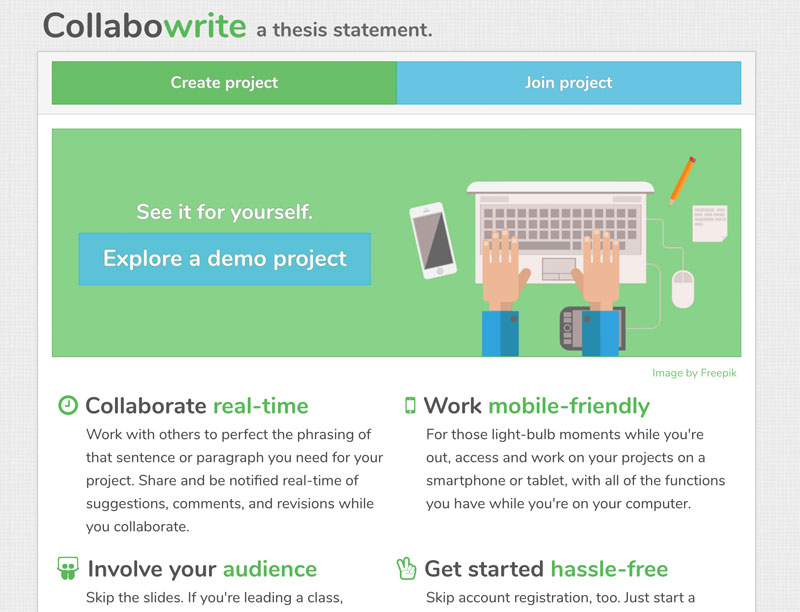 Collabowrite a thesis statement.
Create project
Join project
See it for yourself.
Explore a demo project
Image by Freepik
Collaborate real-time
Work with others to perfect the phrasing of
that sentence or paragraph you need for your
project. Share and be notified real-time of
suggestions, comments, and revisions while
you collaborate.
Work mobile-friendly
For those light-bulb moments while you're
out, access and work on your projects on a
smartphone or tablet, with all of the functions
you have while you're on your computer.
Involve your audience
Skip the slides. If you're leading a class,
Get started hassle-free
Skip account registration, too. Just start a